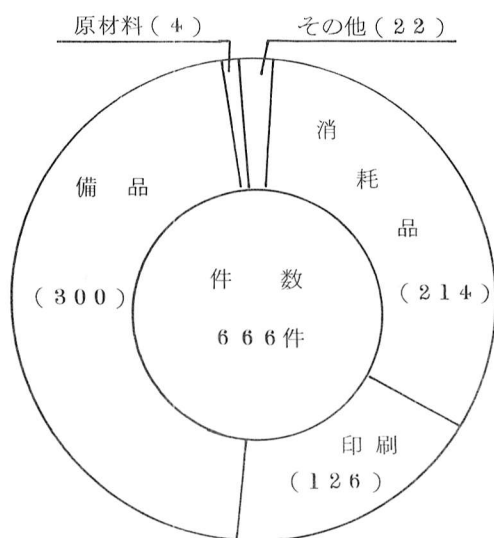 原材料(4)
その他(22)
消耗品
(214)
印刷
(126)
備品
(300)
件数
666件